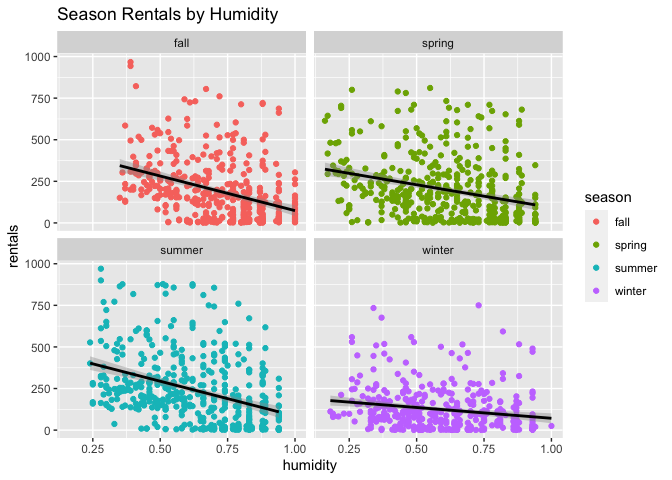 Season Rentals by Humidity
fall
spring
1000
750
500
250
0
summer
winter
1000
750
500
250
0
0.25
0.50
0.75
1.00
0.25
0.50
0.75
1.00
humidity
rentals
season
fall
spring
summer
winter